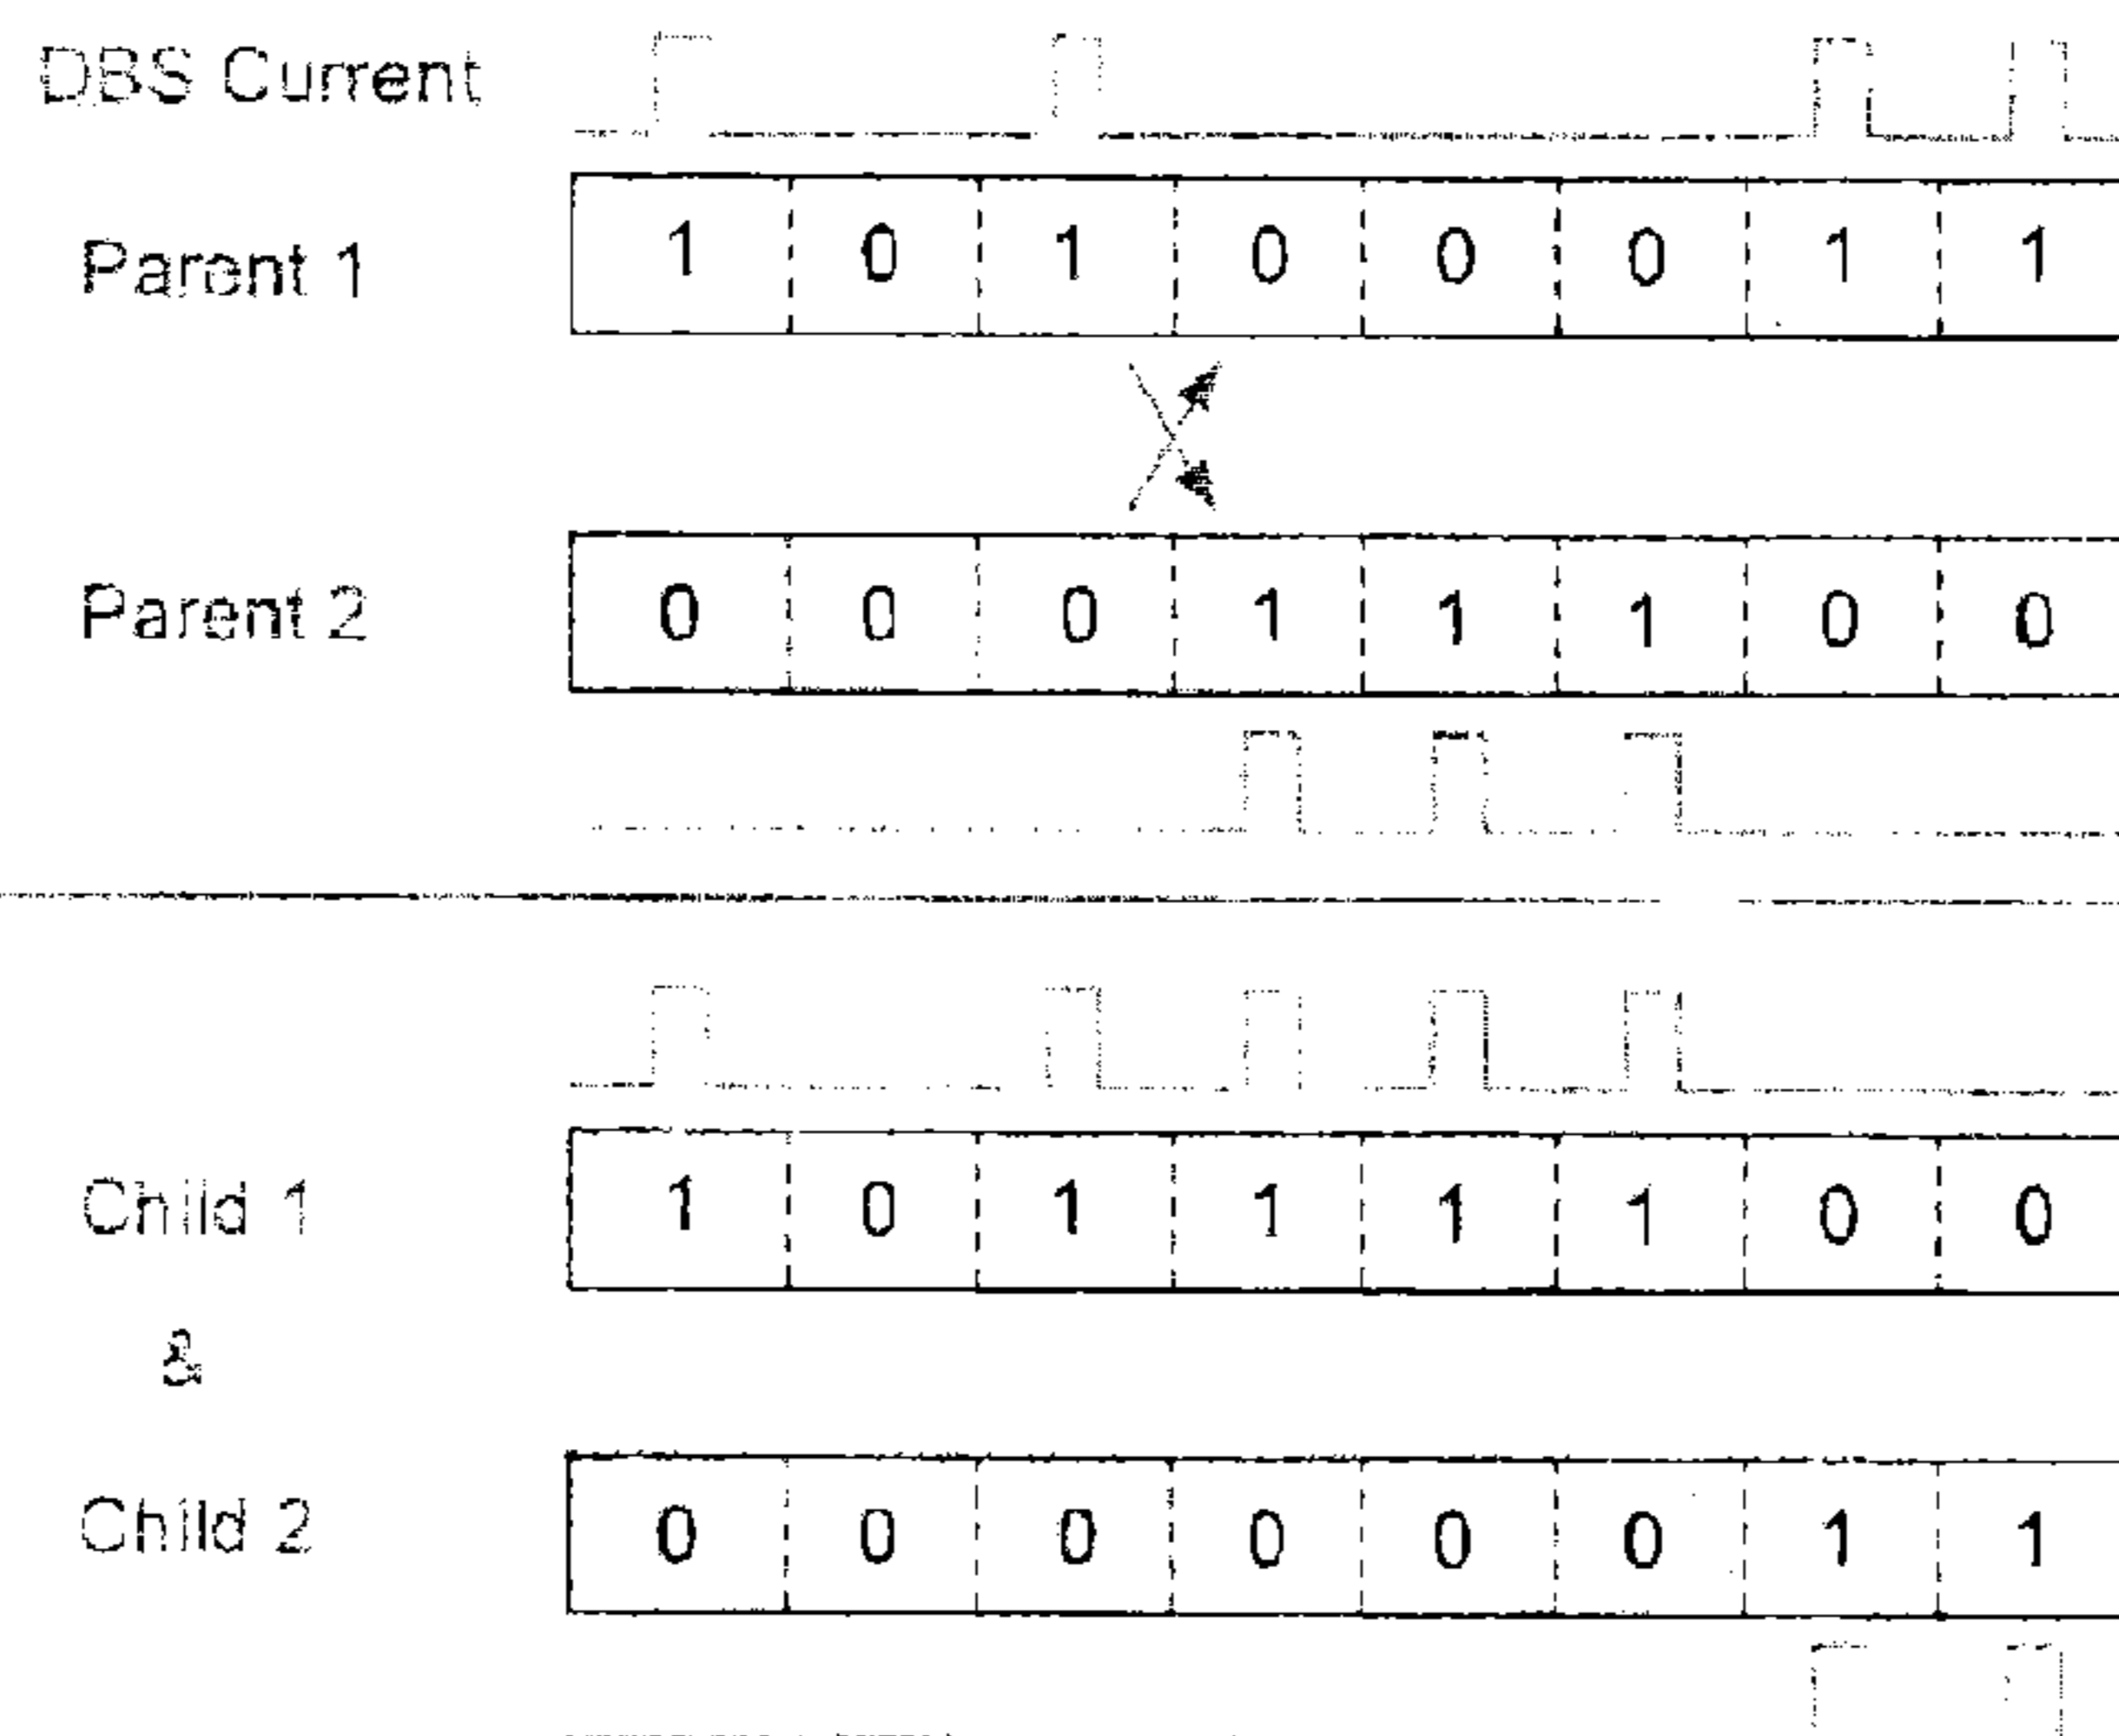 DBS Current
Parent 1 1 0 1 0 0 0 1 1
Parent 2 0 0 0 1 1 1 0 0
Child 1 1 0 1 1 1 1 0 0
&
Child 2 0 0 0 0 0 0 1 1